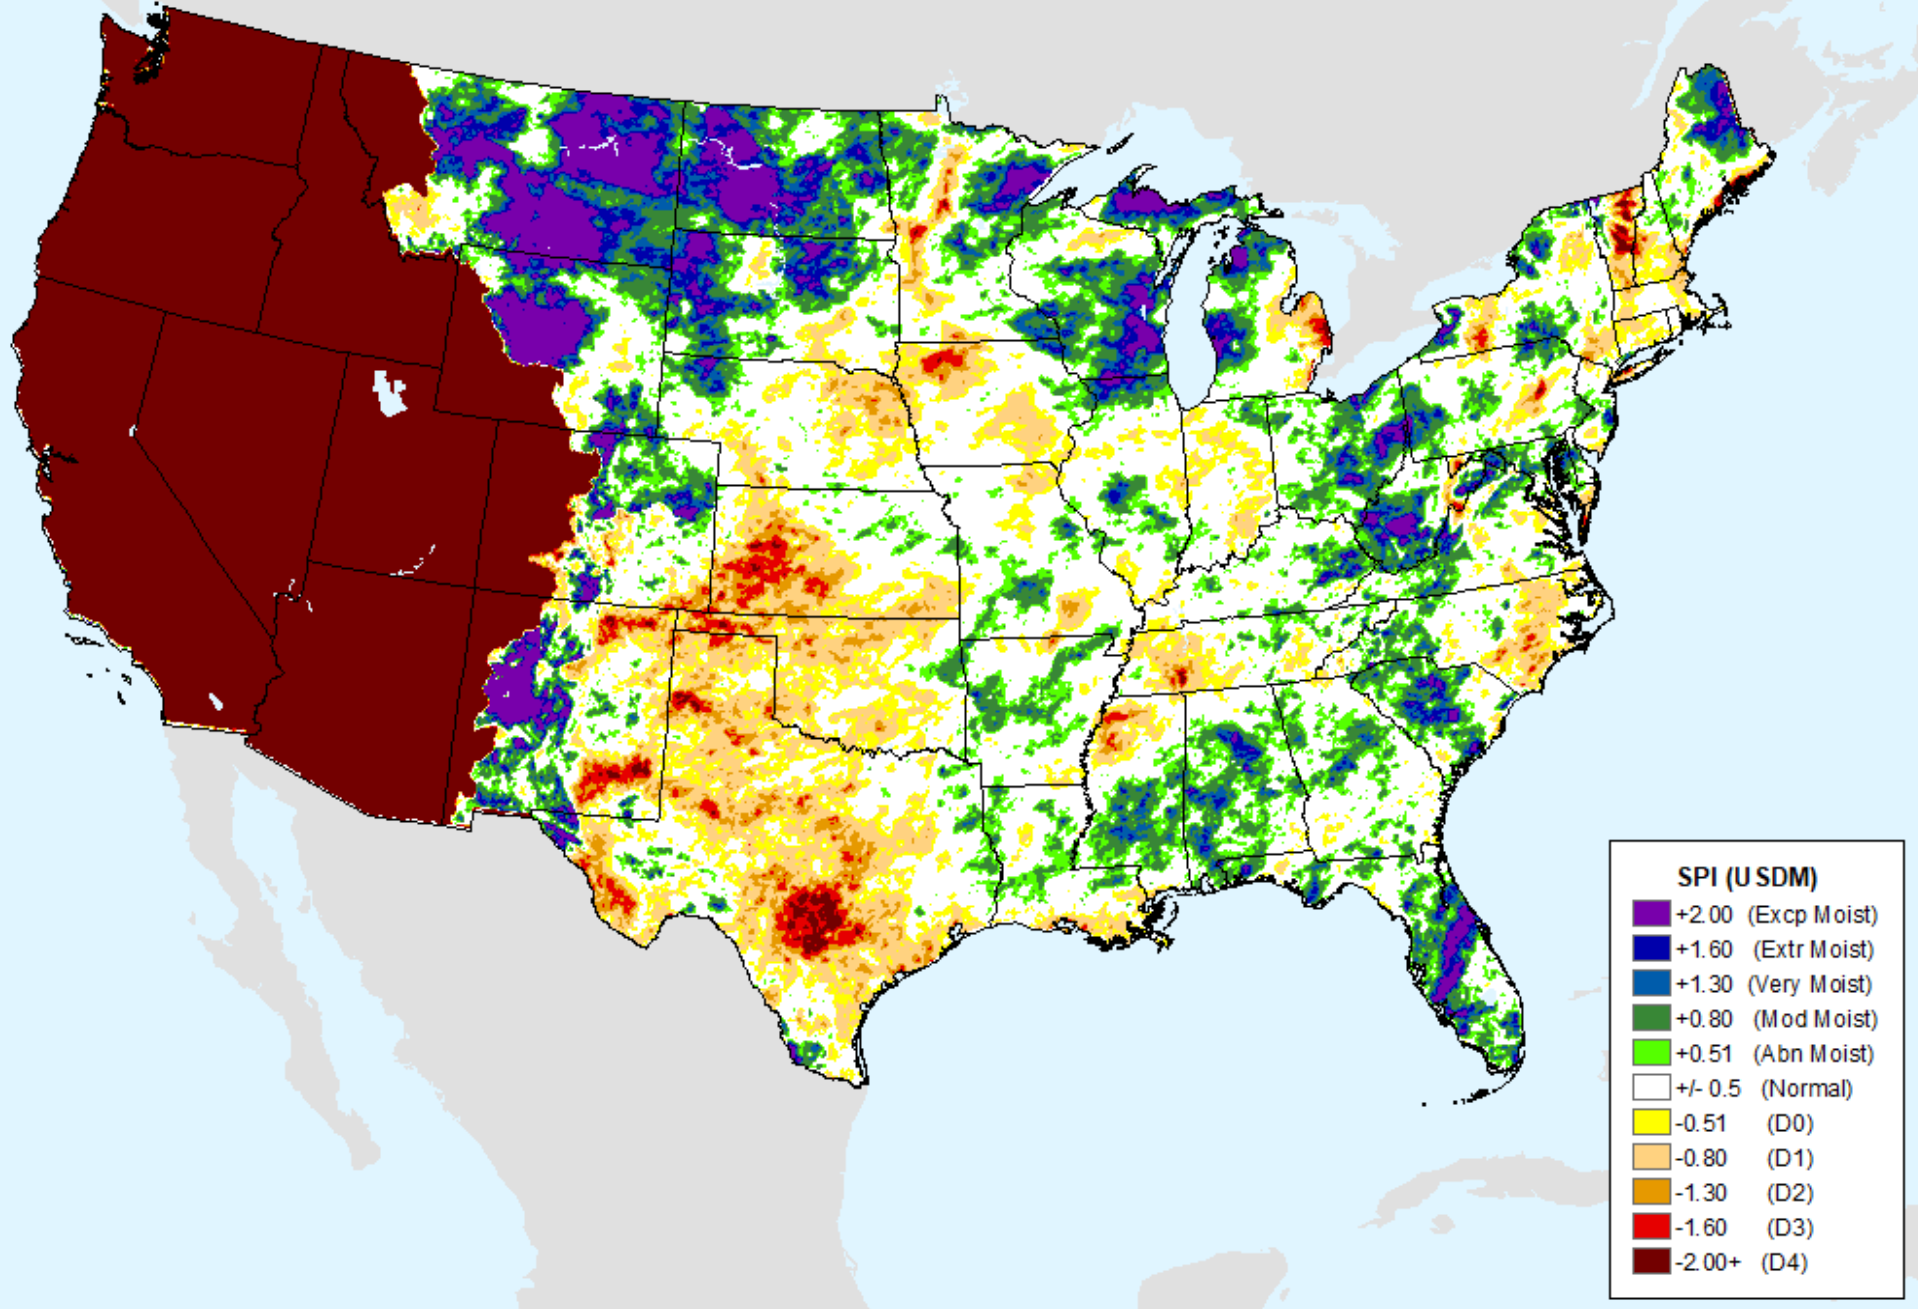 SPI (USDM)
+2.00 (Excp Moist)
+1.60 (Extr Moist)
+1.30 (Very Moist)
+0.80 (Mod Moist)
+0.51 (Abn Moist)
+/- 0.5 (Normal)
-0.51 (D0)
-0.80 (D1)
-1.30 (D2)
-1.60 (D3)
-2.00+ (D4)